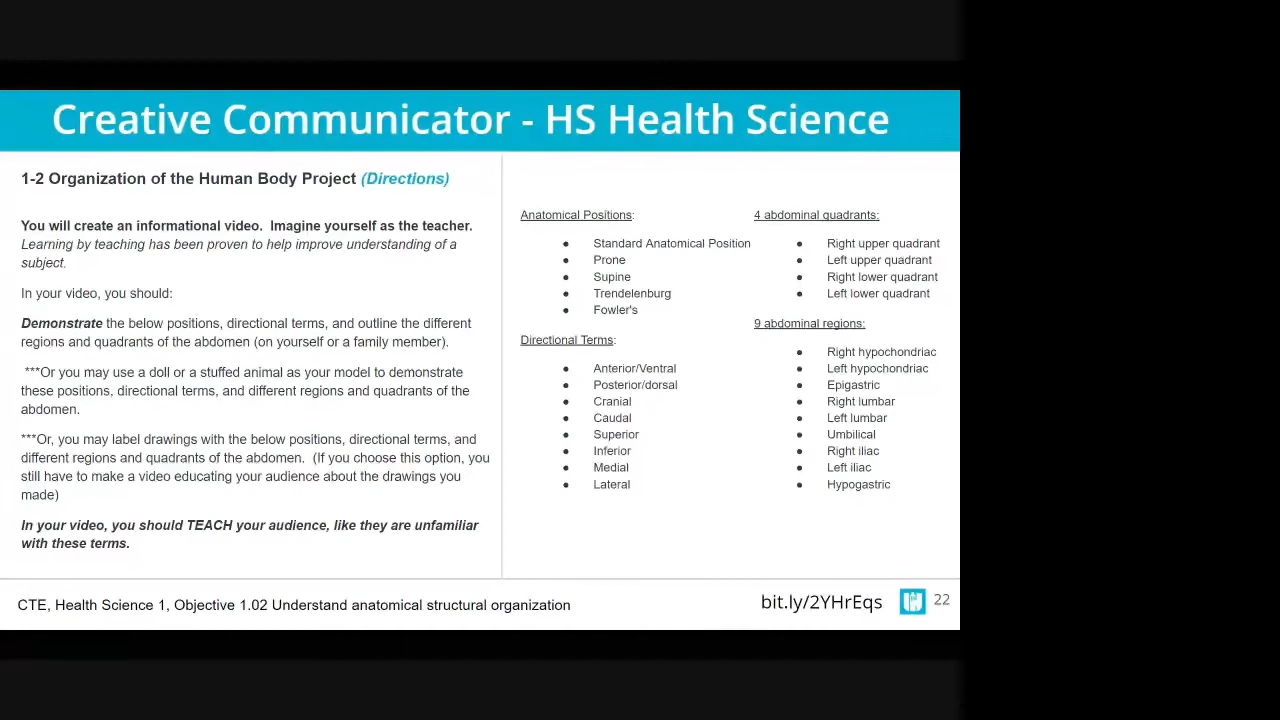 Creative Communicator - HS Health Science
1-2 Organization of the Human Body Project (Directions)
You will create an informational video.  Imagine yourself as the teacher.
Learning by teaching has been proven to help improve understanding of a
subject.
In your video, you should:
Demonstrate the below positions, directional terms, and outline the different
regions and quadrants of the abdomen (on yourself or a family member).
***Or you may use a doll or a stuffed animal as your model to demonstrate
these positions, directional terms, and different regions and quadrants of the
abdomen.
***Or, you may label drawings with the below positions, directional terms, and
different regions and quadrants of the abdomen.  (If you choose this option, you
still have to make a video educating your audience about the drawings you
made)
In your video, you should TEACH your audience, like they are unfamiliar
with these terms.
Anatomical Positions:
● Standard Anatomical Position
● Prone
● Supine
● Trendelenburg
● Fowler's
Directional Terms:
● Anterior/Ventral
● Posterior/dorsal
● Cranial
● Caudal
● Superior
● Inferior
● Medial
● Lateral
4 abdominal quadrants:
● Right upper quadrant
● Left upper quadrant
● Right lower quadrant
● Left lower quadrant
9 abdominal regions:
● Right hypochondriac
● Left hypochondriac
● Epigastric
● Right lumbar
● Left lumbar
● Umbilical
● Right iliac
● Left iliac
● Hypogastric
CTE, Health Science 1, Objective 1.02 Understand anatomical structural organization
bit.ly/2YHrEqs
22